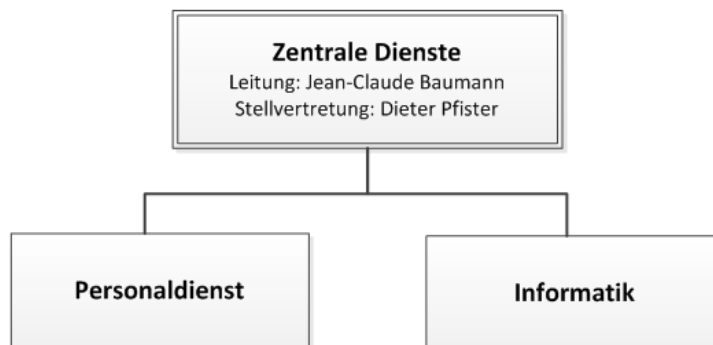 Zentrale Dienste
Leitung: Jean-Claude Baumann
Stellvertretung: Dieter Pfister
Personaldienst
Informatik